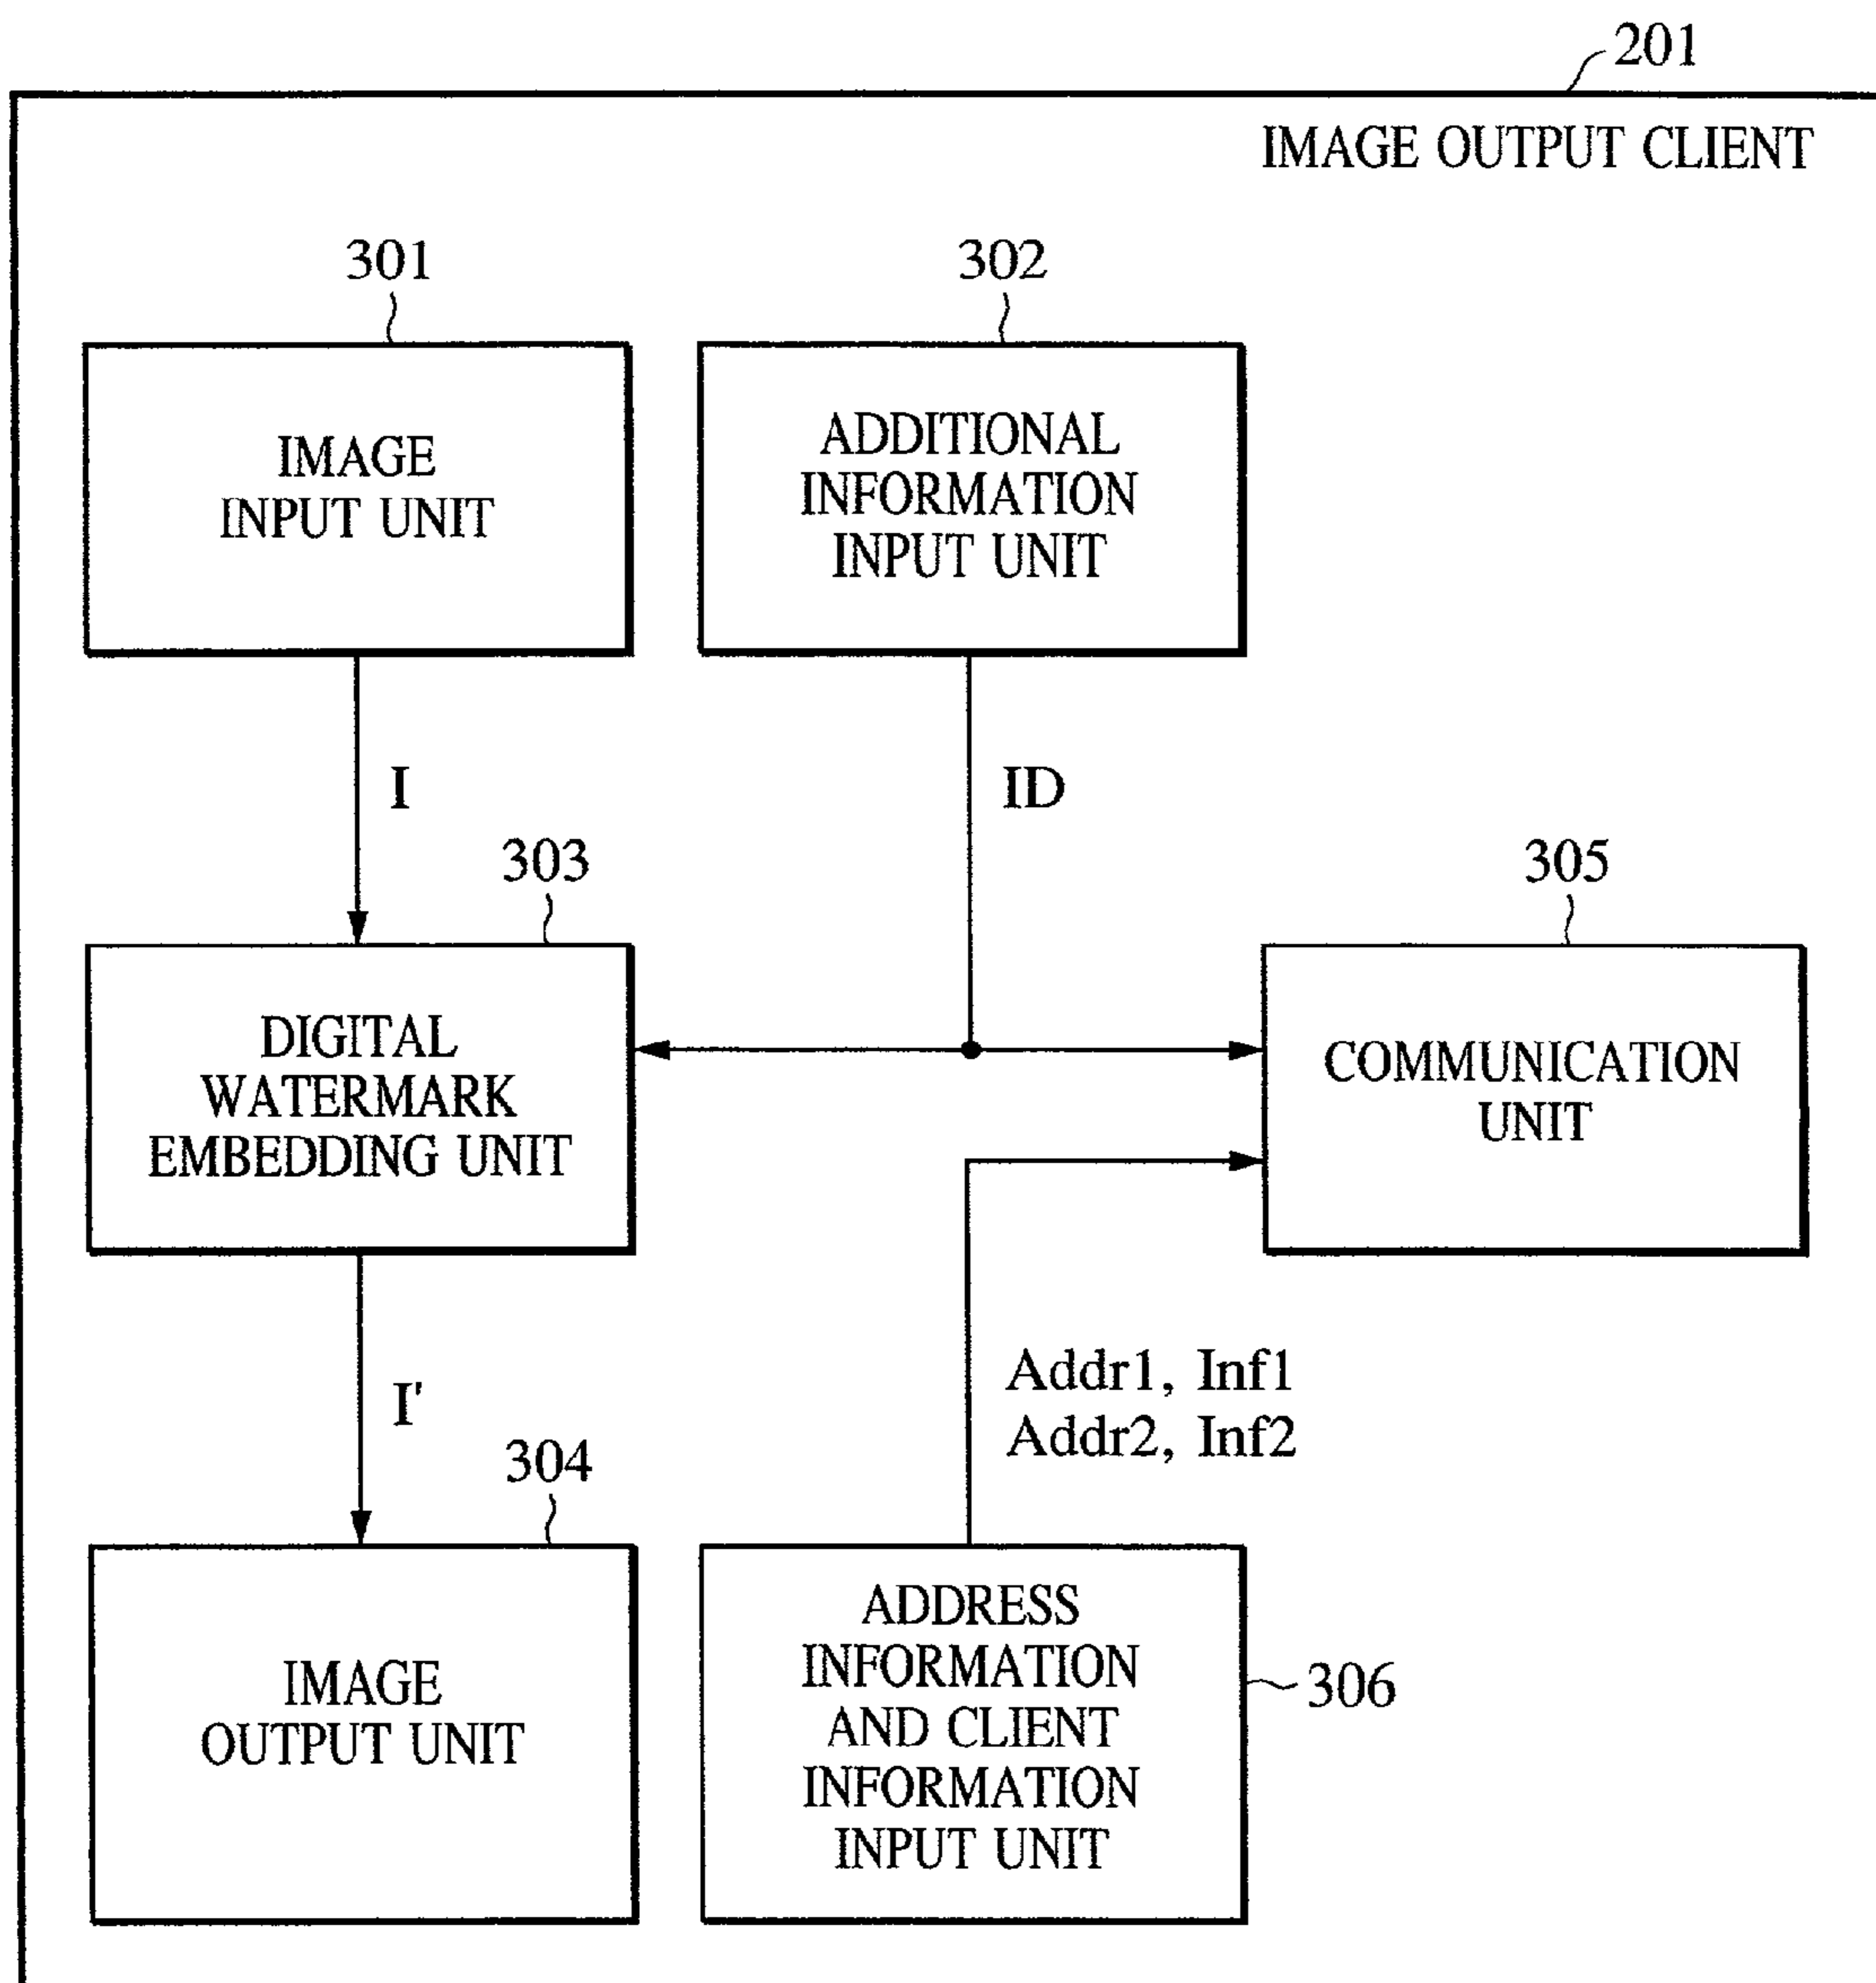 201
IMAGE OUTPUT CLIENT
301
302
IMAGE
INPUT UNIT
ADDITIONAL
INFORMATION
INPUT UNIT
I
ID
303
305
DIGITAL
WATERMARK
EMBEDDING UNIT
COMMUNICATION
UNIT
I'
Addr1, Inf1
Addr2, Inf2
304
IMAGE
OUTPUT UNIT
ADDRESS
INFORMATION
AND CLIENT
INFORMATION
INPUT UNIT
306